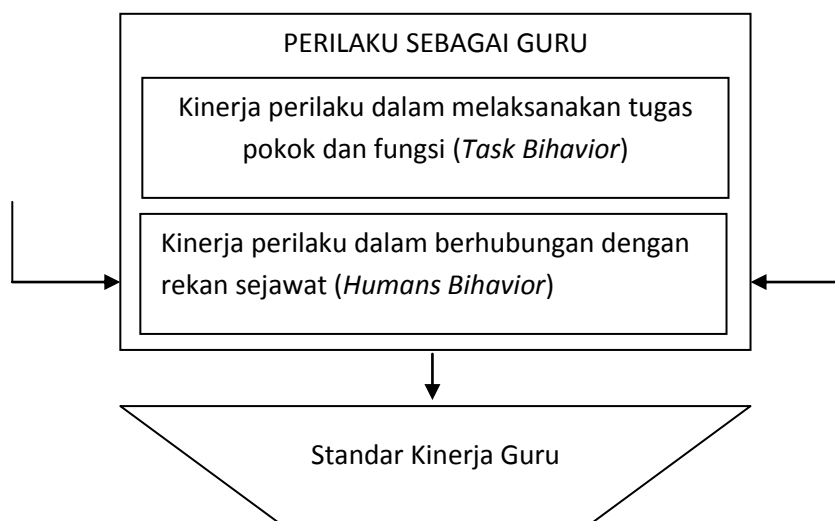 PERILAKU SEBAGAI GURU
Kinerja perilaku dalam melaksanakan tugas
pokok dan fungsi (Task Bihavior)
Kinerja perilaku dalam berhubungan dengan
rekan sejawat (Humans Bihavior)
Standar Kinerja Guru